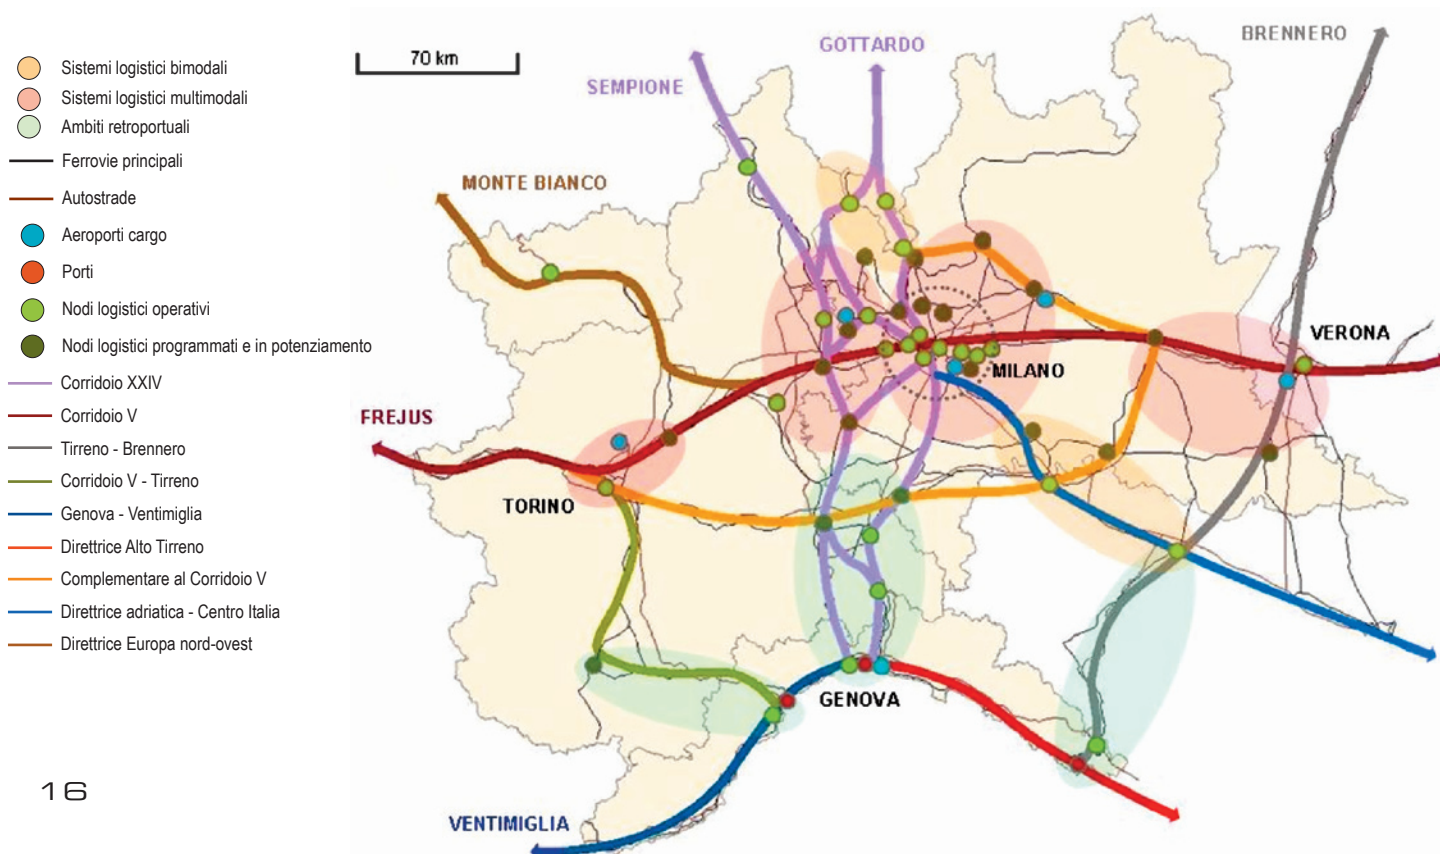 Sistemi logistici bimodali
Sistemi logistici multimodali
Ambiti retroportuali
Ferrovie principali
Autostrade
Aeroporti cargo
Porti
Nodi logistici operativi
Nodi logistici programmati e in potenziamento
Corridoio XXIV
Corridoio V
Tirreno - Brennero
Corridoio V - Tirreno
Genova - Ventimiglia
Direttrice Alto Tirreno
Complementare al Corridoio V
Direttrice adriatica - Centro Italia
Direttrice Europa nord-ovest
16
70 km
SEMPIONE
GOTTARDO
BRENNERO
MONTE BIANCO
VERONA
MILANO
FREJUS
TORINO
GENOVA
VENTIMIGLIA